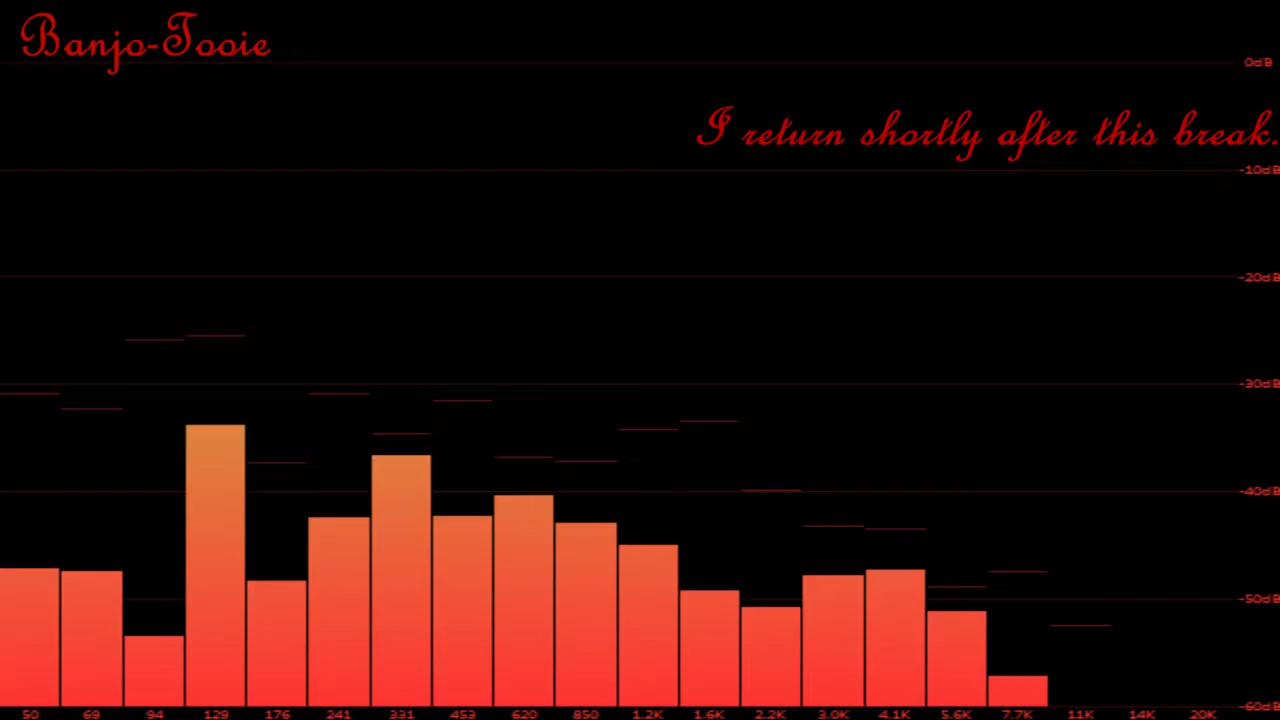 Banjo-Tooie
0dB
I return shortly after this break.
-10dB
-20dB
-30dB
-40dB
-50dB
-60dB
50 69 94 129 176 241 331 453 620 850 1.2K 1.6K 2.2K 3.0K 4.1K 5.6K 7.7K 11K 14K 20K